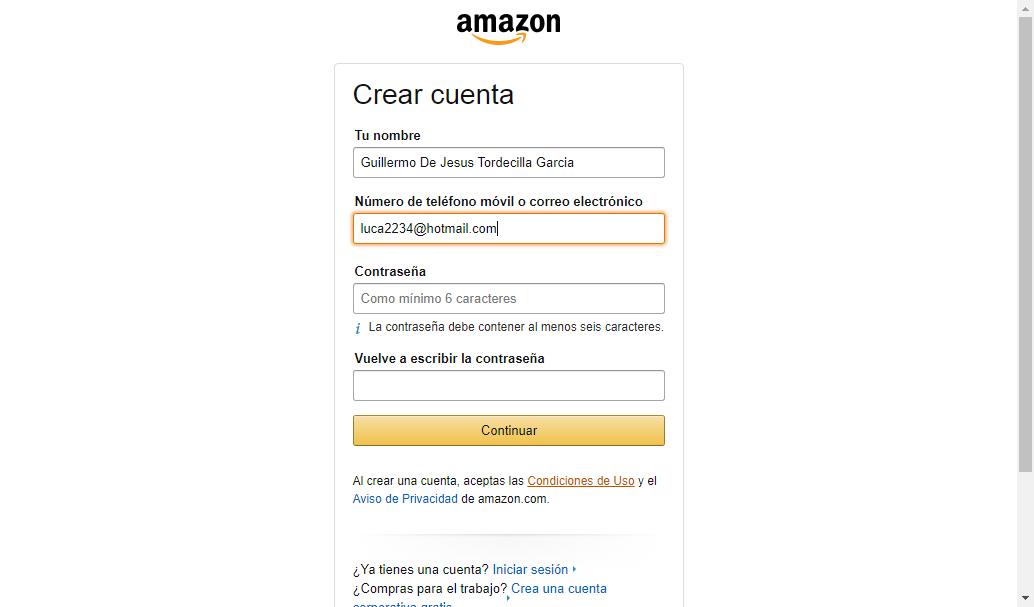 amazon
Crear cuenta
Tu nombre
Guillermo De Jesus Tordecilla Garcia
Número de teléfono móvil o correo electrónico
luca2234@hotmail.com
Contraseña
Como mínimo 6 caracteres
i La contraseña debe contener al menos seis caracteres.
Vuelve a escribir la contraseña
Continuar
Al crear una cuenta, aceptas las Condiciones de Uso y el
Aviso de Privacidad de amazon.com.
¿Ya tienes una cuenta? Iniciar sesión
¿Compras para el trabajo? Crea una cuenta
corporativa gratis